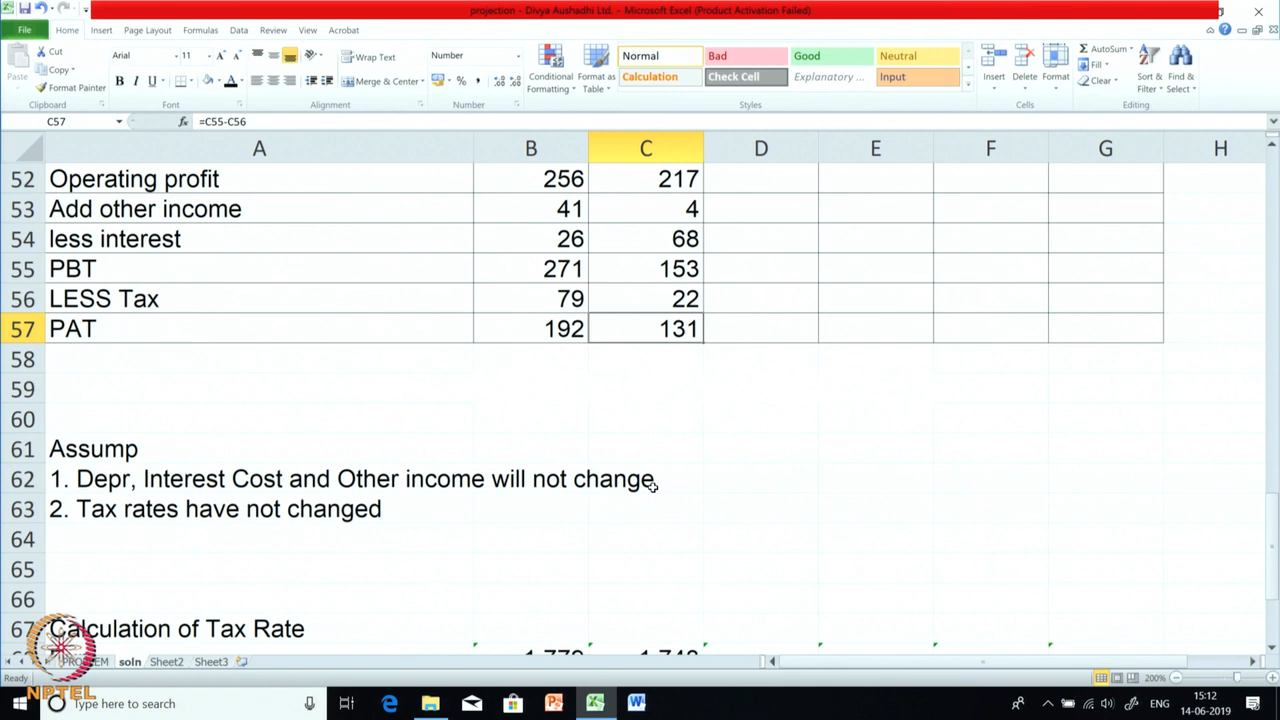 projection - Divya Aushadhi Ltd. - Microsoft Excel (Product Activation Failed)
File Home Insert Page Layout Formulas Data Review View Acrobat
Cut
Copy
Format Painter
Paste
Clipboard
Arial 11
B I U
Font
Wrap Text
Merge & Center
Alignment
Number
Number
Conditional Formatting
Format as Table
Normal Bad Good Neutral
Calculation Check Cell Explanatory ... Input
Styles
Insert Delete Format
Cells
AutoSum
Fill
Clear
Sort & Filter
Find & Select
Editing
C57 fx =C55-C56
A B C D E F G H
52 Operating profit 256 217
53 Add other income 41 4
54 less interest 26 68
55 PBT 271 153
56 LESS Tax 79 22
57 PAT 192 131
58
59
60
61 Assump
62 1. Depr, Interest Cost and Other income will not change
63 2. Tax rates have not changed
64
65
66
67 Calculation of Tax Rate
soln Sheet2 Sheet3
Ready 200%
NPTEL
Type here to search
ENG
15:12
14-06-2019